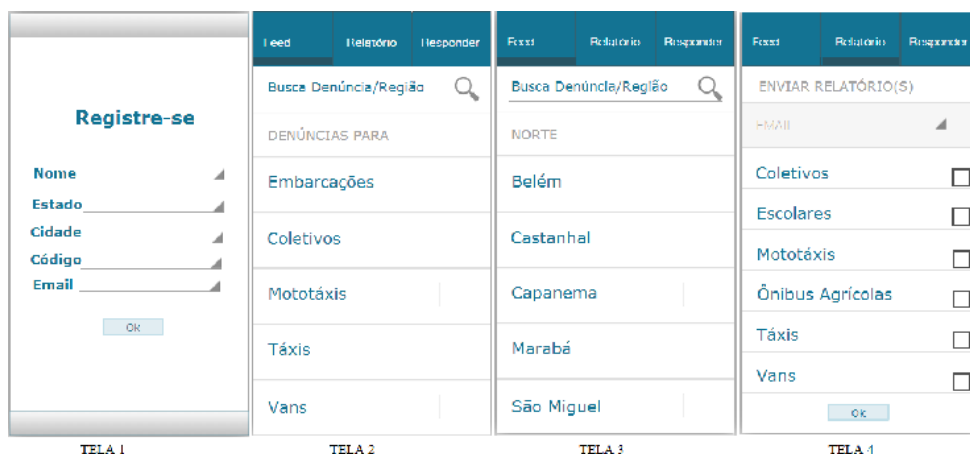 Registre-se
Nome
Estado
Cidade
Código
Email
Ok
TELA 1
Feed Relatório Responder
Busca Denúncia/Região
DENÚNCIAS PARA
Embarcações
Coletivos
Mototáxis
Táxis
Vans
TELA 2
Feed Relatório Responder
Busca Denúncia/Região
NORTE
Belém
Castanhal
Capanema
Marabá
São Miguel
TELA 3
Feed Relatório Responder
ENVIAR RELATÓRIO(S)
EMAIL
Coletivos
Escolares
Mototáxis
Ônibus Agrícolas
Táxis
Vans
Ok
TELA 4